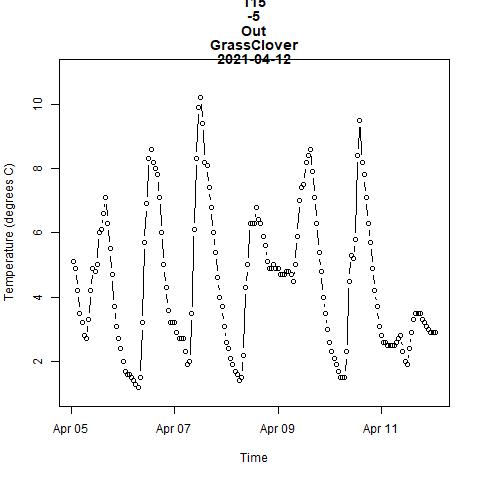 T15
-5
Out
GrassClover
2021-04-12
Temperature (degrees C)
10
8
6
4
2
Apr 05 Apr 07 Apr 09 Apr 11
Time